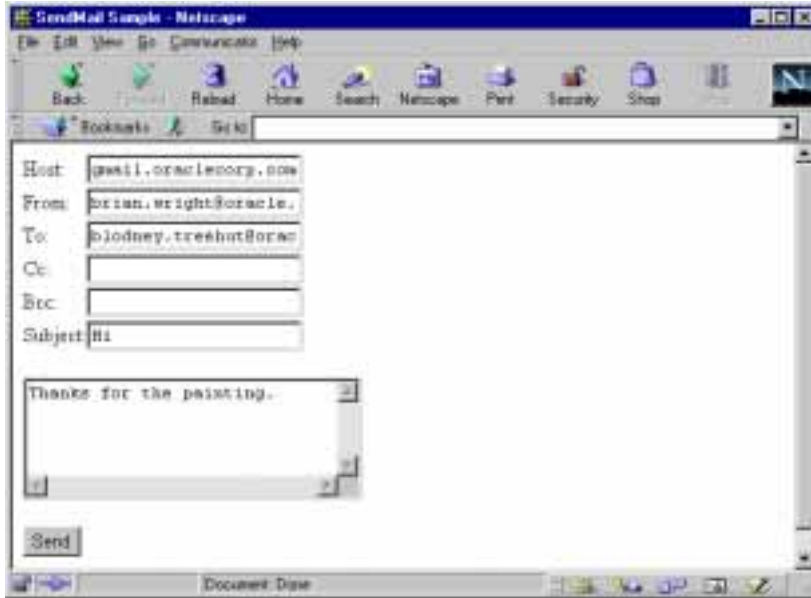 SendMail Sample - Netscape
File Edit View Go Communicator Help
Back Forward Reload Home Search Netscape Print Security Shop
N
Bookmarks Go to:
Host: gmail.oraclecorp.com
From: brian.wright@oracle.
To: blodney.treehut@orac
Cc:
Bcc:
Subject: Hi
Thanks for the painting.
Send
Document: Done